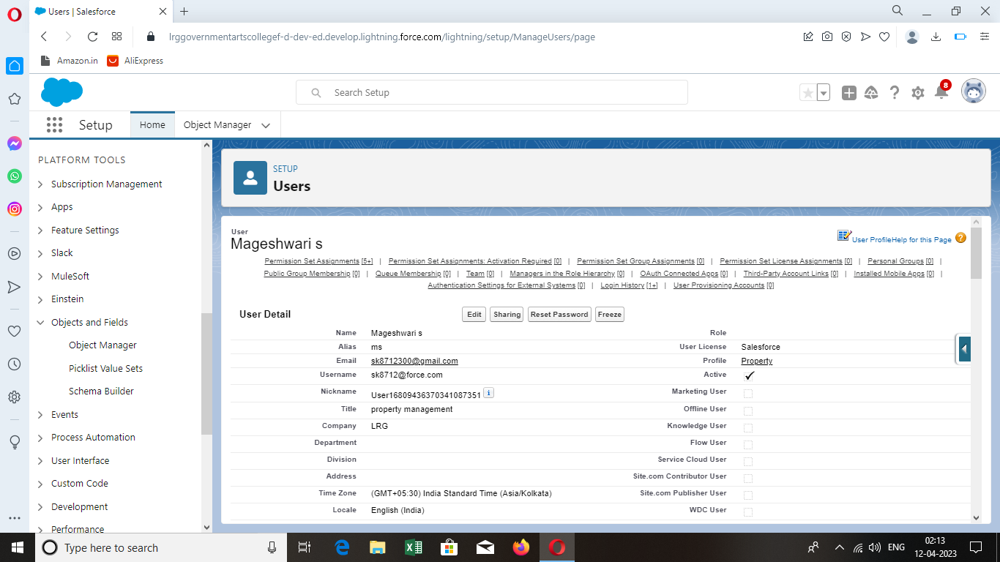 Users | Salesforce
lrggovernmentartscollegef-d-dev-ed.develop.lightning.force.com/lightning/setup/ManageUsers/page
Amazon.in AliExpress
Search Setup
8
Setup Home Object Manager
PLATFORM TOOLS
Subscription Management
Apps
Feature Settings
Slack
MuleSoft
Einstein
Objects and Fields
Object Manager
Picklist Value Sets
Schema Builder
Events
Process Automation
User Interface
Custom Code
Development
Performance
SETUP
Users
User
Mageshwari s
User Profile Help for this Page ?
Permission Set Assignments [5+] | Permission Set Assignments: Activation Required [0] | Permission Set Group Assignments [0] | Permission Set License Assignments [0] | Personal Groups [0] |
Public Group Membership [0] | Queue Membership [0] | Team [0] | Managers in the Role Hierarchy [0] | OAuth Connected Apps [0] | Third-Party Account Links [0] | Installed Mobile Apps [0] |
Authentication Settings for External Systems [0] | Login History [1+] | User Provisioning Accounts [0]
User Detail Edit Sharing Reset Password Freeze
Name Mageshwari s Role
Alias ms User License Salesforce
Email sk8712300@gmail.com Profile Property
Username sk8712@force.com Active
Nickname User16809436370341087351 i Marketing User
Title property management Offline User
Company LRG Knowledge User
Department Flow User
Division Service Cloud User
Address Site.com Contributor User
Time Zone (GMT+05:30) India Standard Time (Asia/Kolkata) Site.com Publisher User
Locale English (India) WDC User
Type here to search
ENG
02:13
12-04-2023